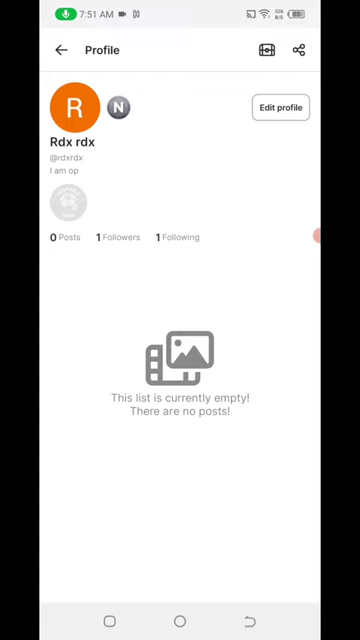 7:51 AM
Profile
R
N
Edit profile
Rdx rdx
@rdxrdx
I am op
0 Posts 1 Followers 1 Following
This list is currently empty!
There are no posts!